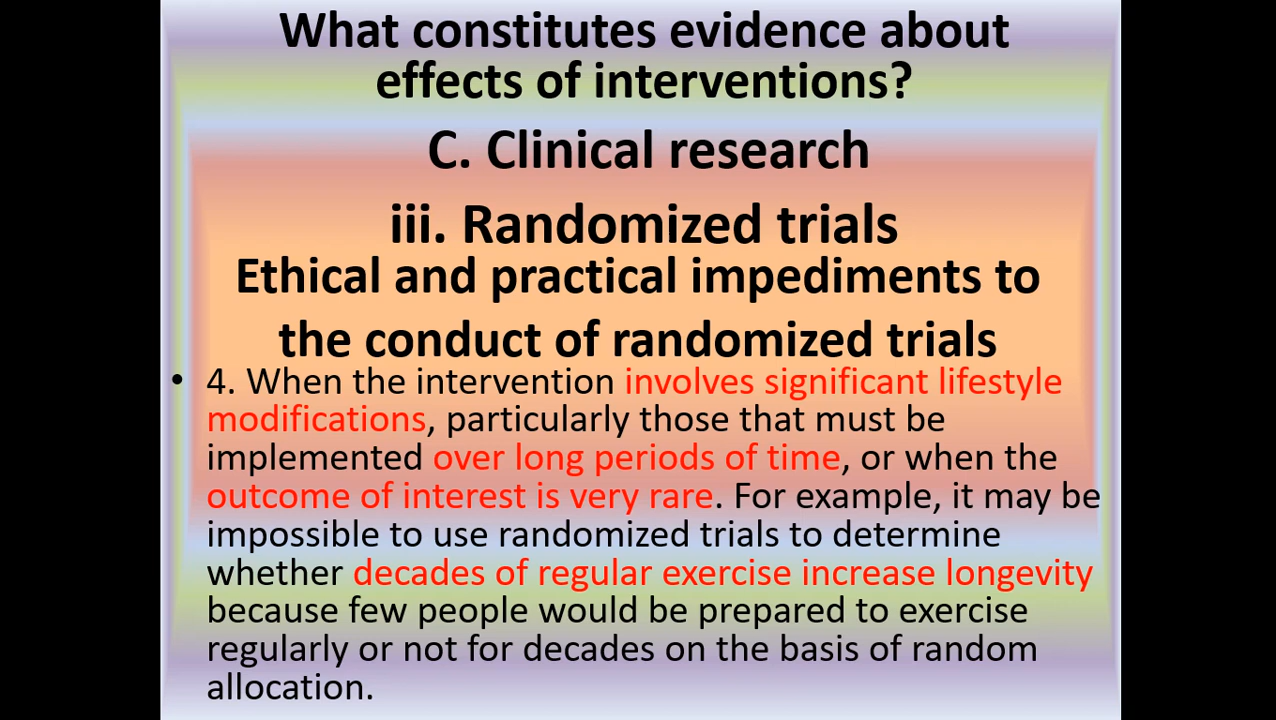 What constitutes evidence about
effects of interventions?
C. Clinical research
iii. Randomized trials
Ethical and practical impediments to
the conduct of randomized trials
• 4. When the intervention involves significant lifestyle
modifications, particularly those that must be
implemented over long periods of time, or when the
outcome of interest is very rare. For example, it may be
impossible to use randomized trials to determine
whether decades of regular exercise increase longevity
because few people would be prepared to exercise
regularly or not for decades on the basis of random
allocation.